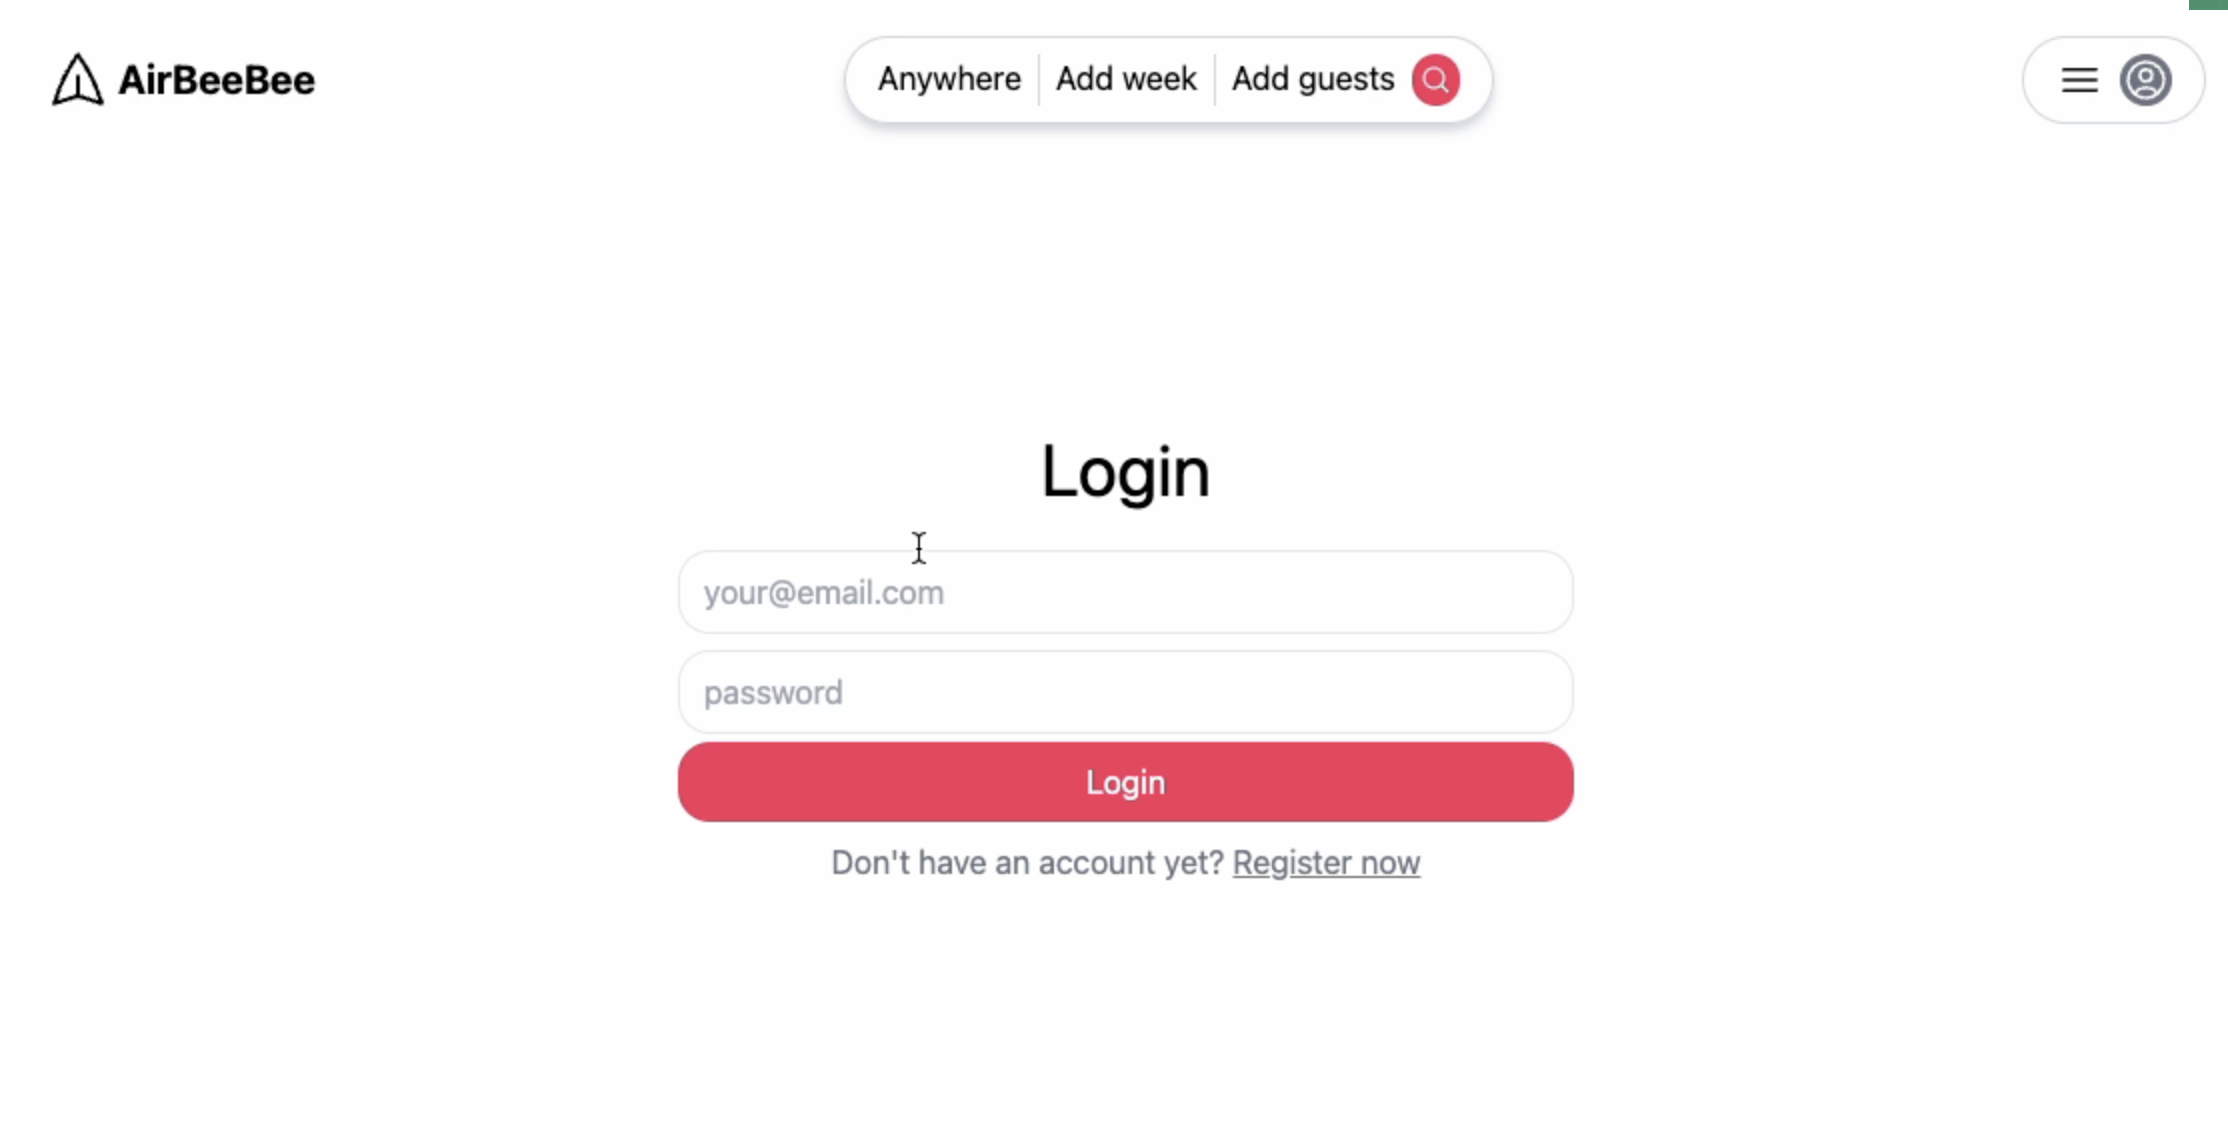 AirBeeBee
Anywhere Add week Add guests
Login
your@email.com
password
Login
Don't have an account yet? Register now